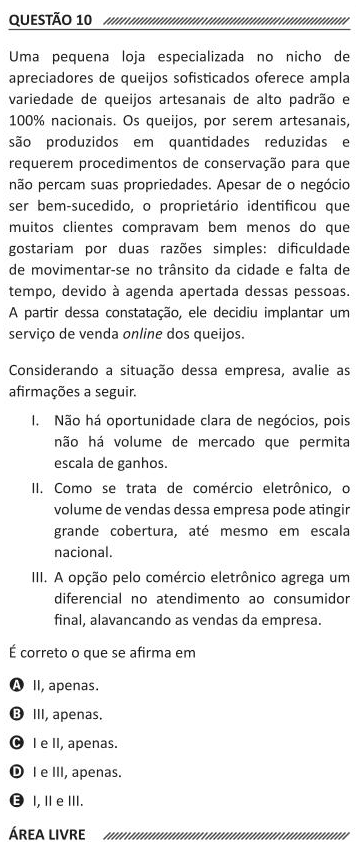 QUESTÃO 10
Uma pequena loja especializada no nicho de
apreciadores de queijos sofisticados oferece ampla
variedade de queijos artesanais de alto padrão e
100% nacionais. Os queijos, por serem artesanais,
são produzidos em quantidades reduzidas e
requerem procedimentos de conservação para que
não percam suas propriedades. Apesar de o negócio
ser bem-sucedido, o proprietário identificou que
muitos clientes compravam bem menos do que
gostariam por duas razões simples: dificuldade
de movimentar-se no trânsito da cidade e falta de
tempo, devido à agenda apertada dessas pessoas.
A partir dessa constatação, ele decidiu implantar um
serviço de venda online dos queijos.
Considerando a situação dessa empresa, avalie as
afirmações a seguir.
I. Não há oportunidade clara de negócios, pois
não há volume de mercado que permita
escala de ganhos.
II. Como se trata de comércio eletrônico, o
volume de vendas dessa empresa pode atingir
grande cobertura, até mesmo em escala
nacional.
III. A opção pelo comércio eletrônico agrega um
diferencial no atendimento ao consumidor
final, alavancando as vendas da empresa.
É correto o que se afirma em
A II, apenas.
B III, apenas.
C I e II, apenas.
D I e III, apenas.
E I, II e III.
ÁREA LIVRE